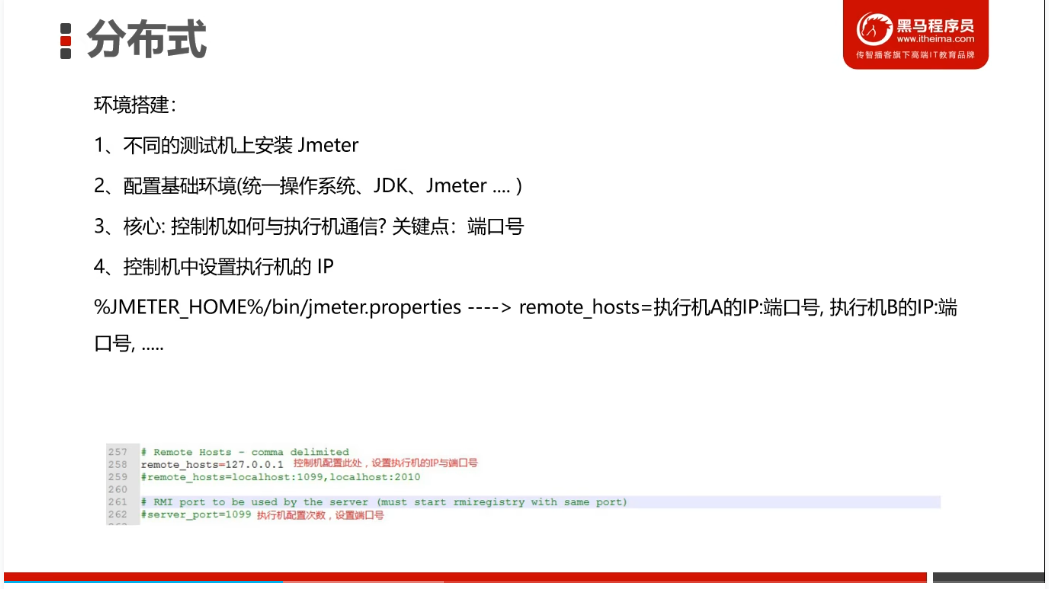 分布式
黑马程序员
www.itheima.com
传智播客旗下高端IT教育品牌
环境搭建：
1、不同的测试机上安装 Jmeter
2、配置基础环境(统一操作系统、JDK、Jmeter .... )
3、核心: 控制机如何与执行机通信? 关键点：端口号
4、控制机中设置执行机的 IP
%JMETER_HOME%/bin/jmeter.properties ----> remote_hosts=执行机A的IP:端口号, 执行机B的IP:端
口号, .....
257 # Remote Hosts - comma delimited
258 remote_hosts=127.0.0.1 控制机配置此处，设置执行机的IP与端口号
259 #remote_hosts=localhost:1099,localhost:2010
260
261 # RMI port to be used by the server (must start rmiregistry with same port)
262 #server_port=1099 执行机配置次数，设置端口号